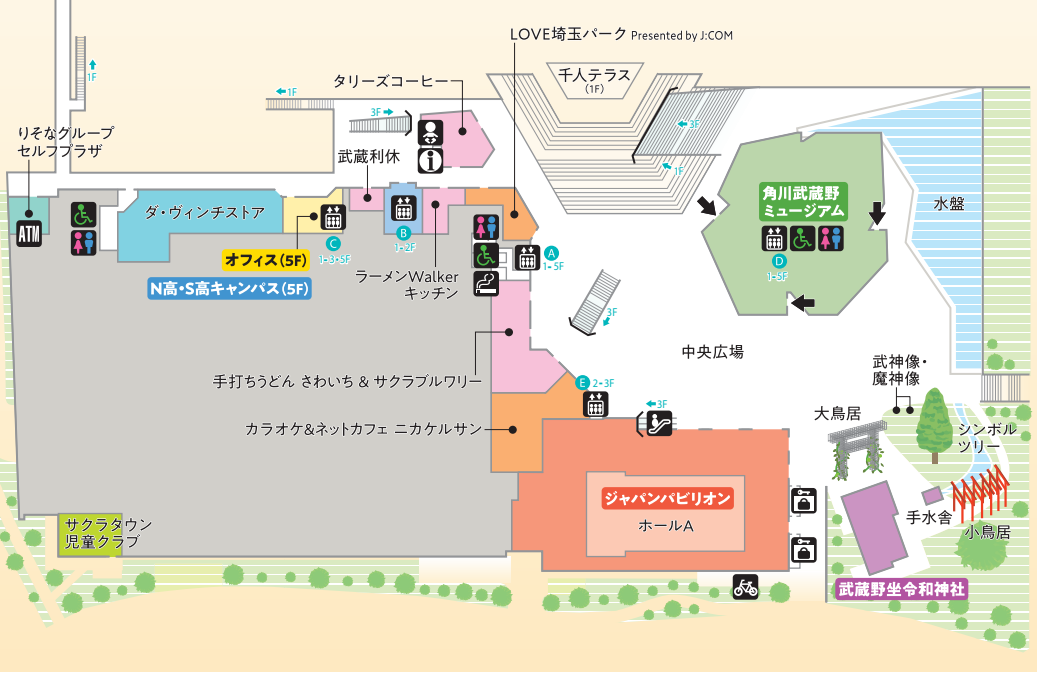 LOVE埼玉パーク Presented by J:COM
千人テラス
(1F)
タリーズコーヒー
1F
1F
3F
3F
1F
りそなグループ
セルフプラザ
武蔵利休
ATM
ダ・ヴィンチストア
角川武蔵野
ミュージアム
水盤
B
1-2F
C
1-3・5F
A
1-5F
D
1-5F
オフィス(5F)
N高・S高キャンパス(5F)
ラーメンWalker
キッチン
3F
中央広場
武神像・
魔神像
手打ちうどん さわいち & サクラブルワリー
E 2-3F
3F
大鳥居
カラオケ&ネットカフェ ニカケルサン
シンボル
ツリー
ジャパンパビリオン
ホールA
手水舎
小鳥居
サクラタウン
児童クラブ
武蔵野坐令和神社